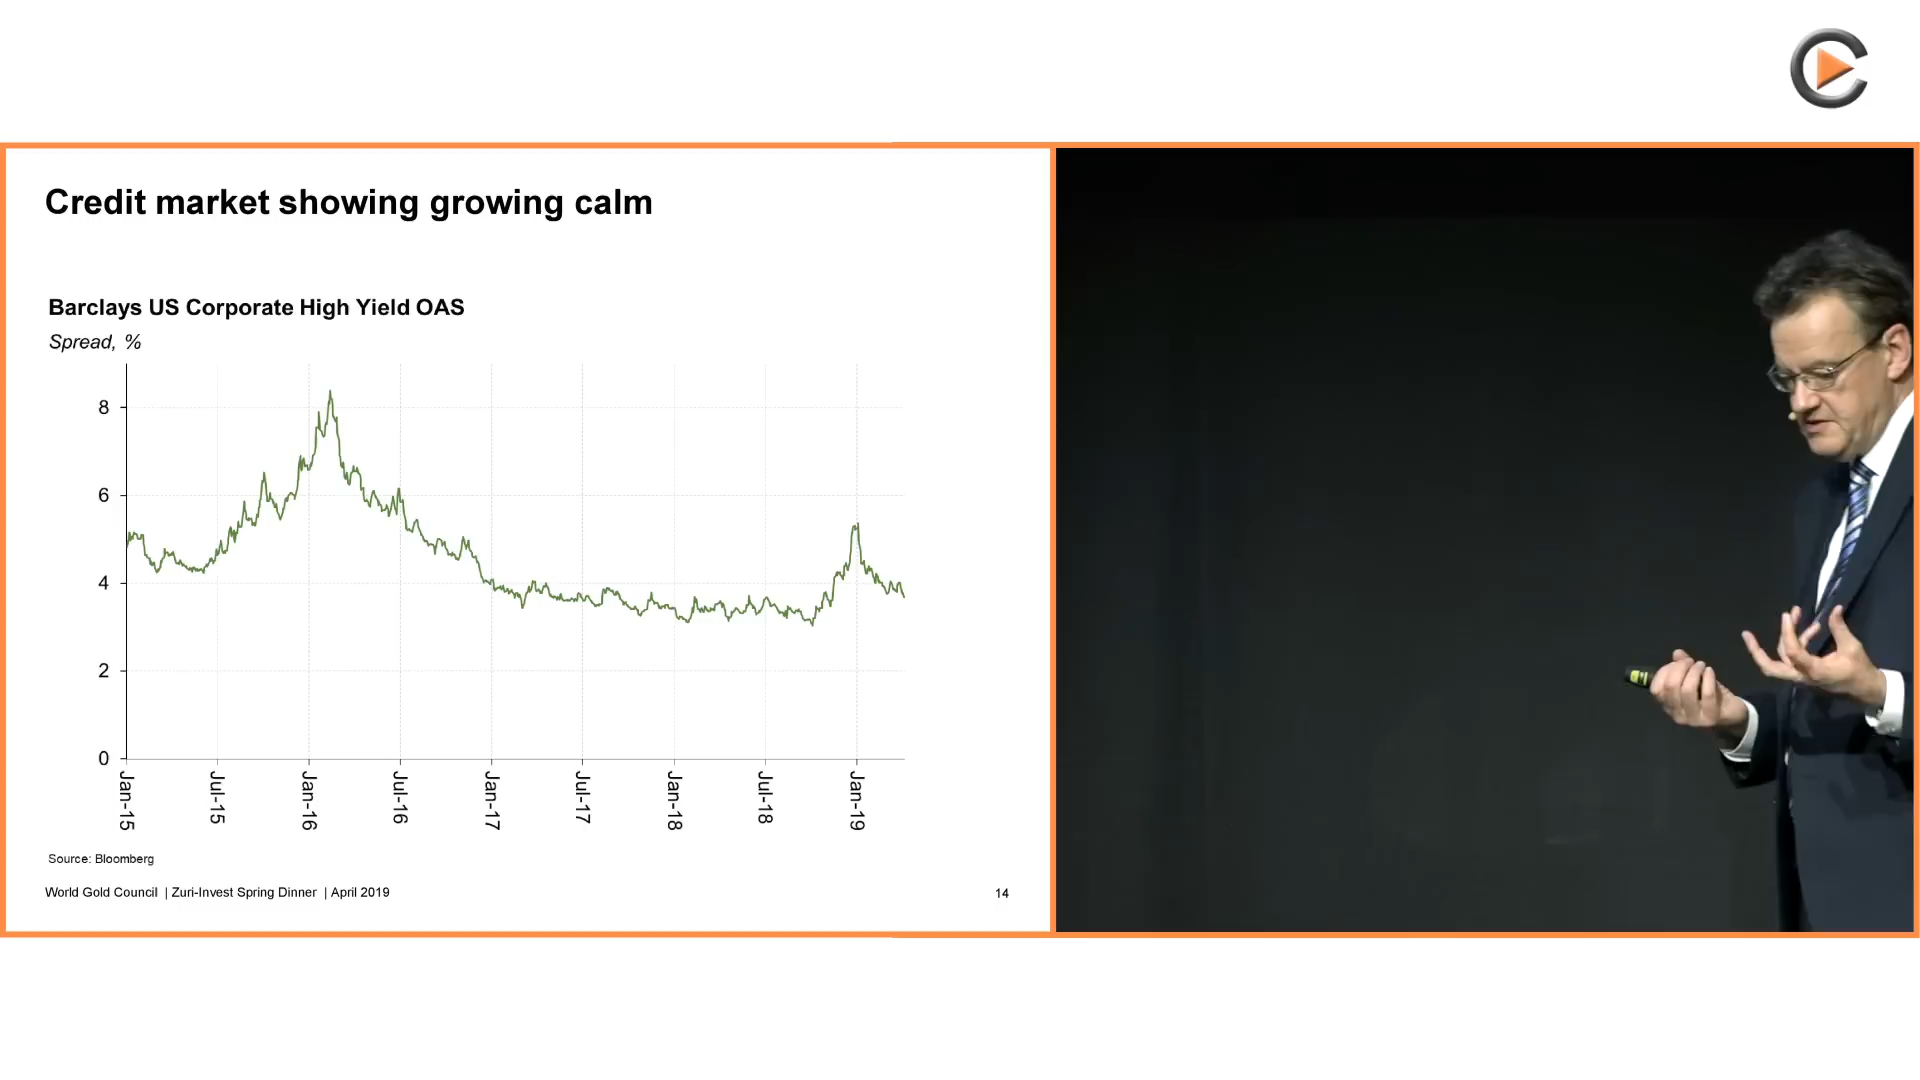 Credit market showing growing calm
Barclays US Corporate High Yield OAS
Spread, %
8
6
4
2
0
Jan-15
Jul-15
Jan-16
Jul-16
Jan-17
Jul-17
Jan-18
Jul-18
Jan-19
Source: Bloomberg
World Gold Council | Zuri-Invest Spring Dinner | April 2019
14